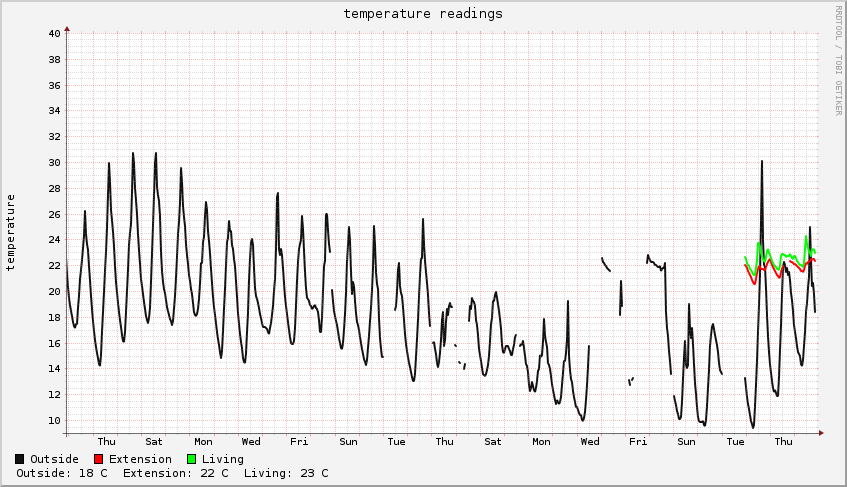 temperature readings
RRDTOOL / TOBI OETIKER
temperature
40
38
36
34
32
30
28
26
24
22
20
18
16
14
12
10
Thu Sat Mon Wed Fri Sun Tue Thu Sat Mon Wed Fri Sun Tue Thu
Outside Extension Living
Outside: 18 C Extension: 22 C Living: 23 C